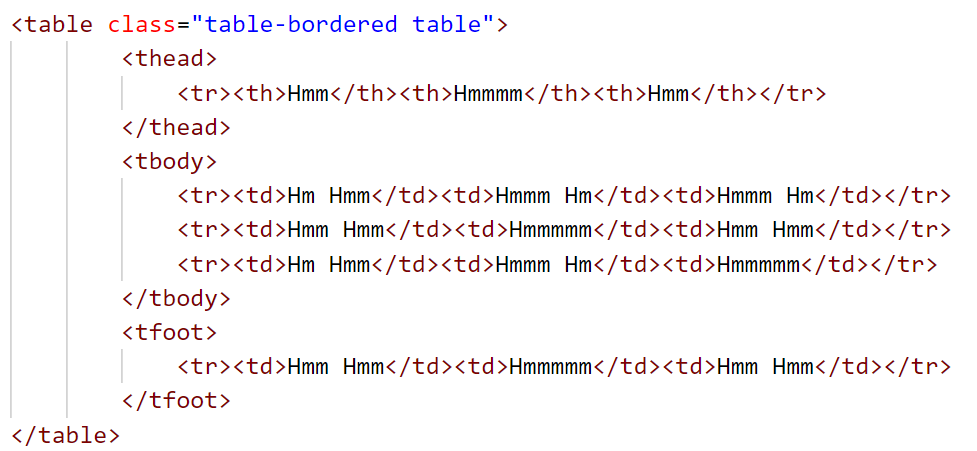 <table class="table-bordered table">
<thead>
<tr><th>Hmm</th><th>Hmmmm</th><th>Hmm</th></tr>
</thead>
<tbody>
<tr><td>Hm Hmm</td><td>Hmmm Hm</td><td>Hmmm Hm</td></tr>
<tr><td>Hmm Hmm</td><td>Hmmmmm</td><td>Hmm Hmm</td></tr>
<tr><td>Hm Hmm</td><td>Hmmm Hm</td><td>Hmmmmm</td></tr>
</tbody>
<tfoot>
<tr><td>Hmm Hmm</td><td>Hmmmmm</td><td>Hmm Hmm</td></tr>
</tfoot>
</table>